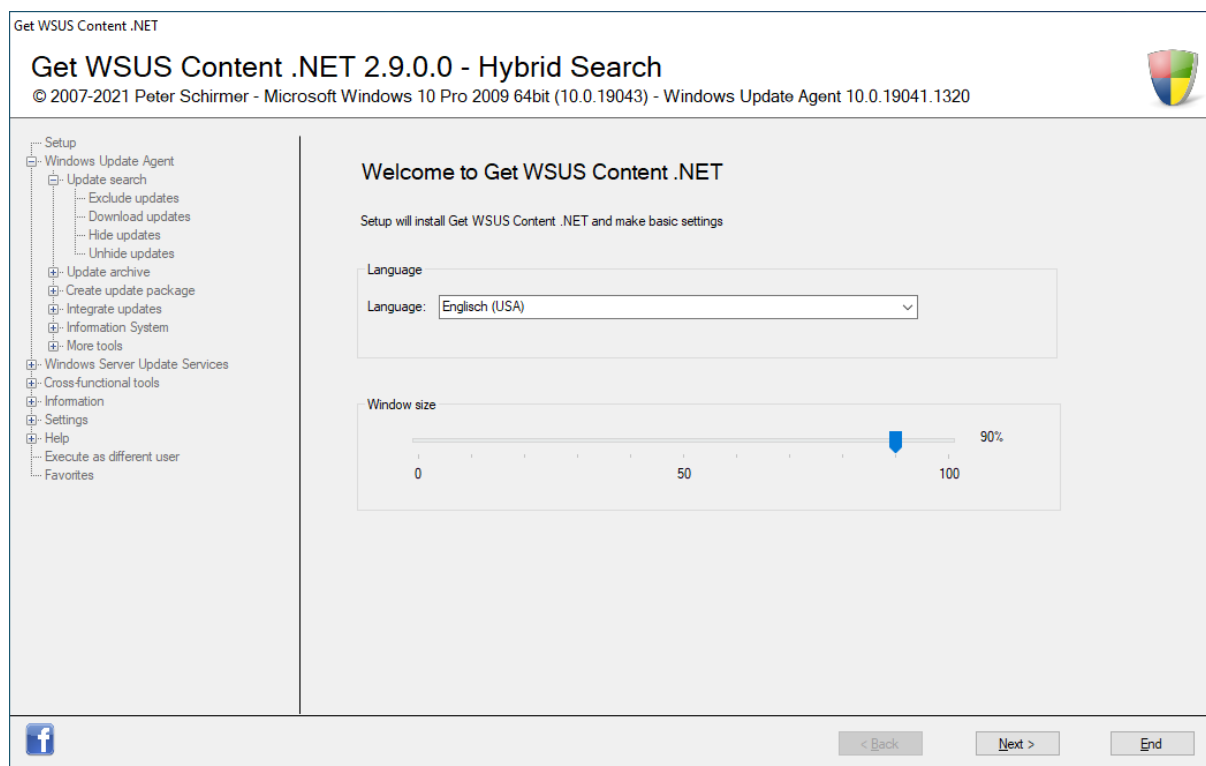 Get WSUS Content .NET
Get WSUS Content .NET 2.9.0.0 - Hybrid Search
© 2007-2021 Peter Schirmer - Microsoft Windows 10 Pro 2009 64bit (10.0.19043) - Windows Update Agent 10.0.19041.1320
Setup
Windows Update Agent
Update search
Exclude updates
Download updates
Hide updates
Unhide updates
Update archive
Create update package
Integrate updates
Information System
More tools
Windows Server Update Services
Cross-functional tools
Information
Settings
Help
Execute as different user
Favorites
Welcome to Get WSUS Content .NET
Setup will install Get WSUS Content .NET and make basic settings
Language
Language: Englisch (USA)
Window size
90%
0 50 100
< Back Next > End